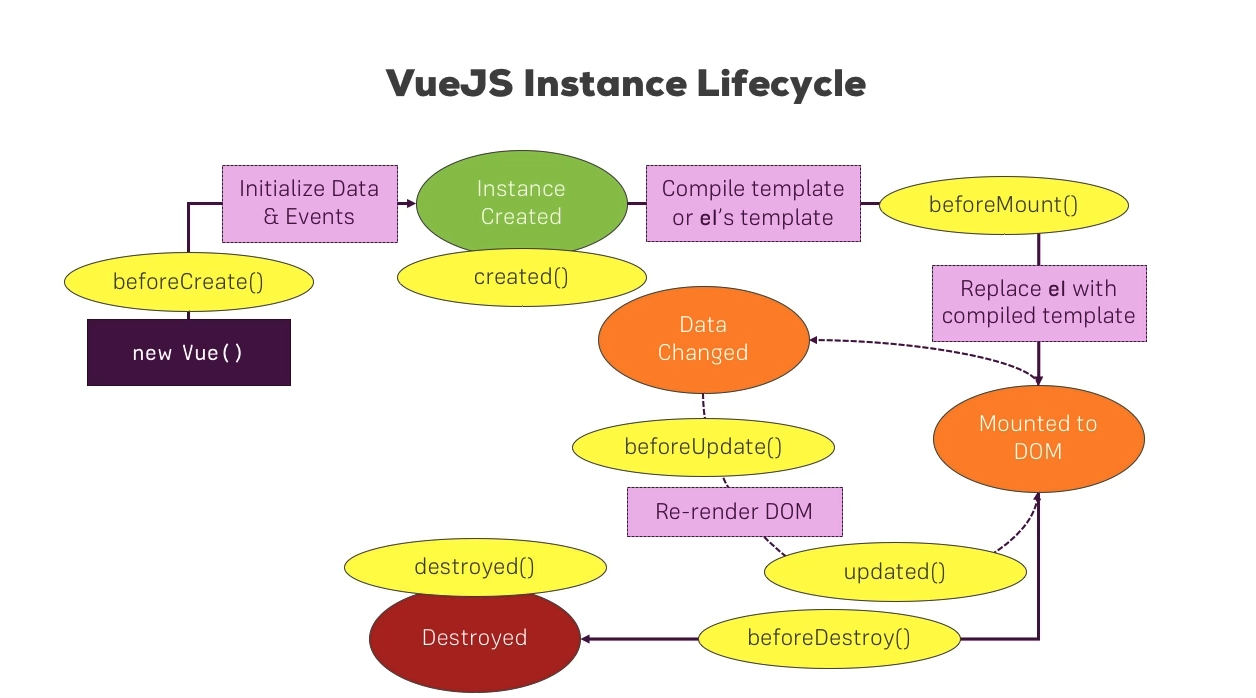 VueJS Instance Lifecycle
Initialize Data
& Events
Instance
Created
Compile template
or el's template
beforeMount()
beforeCreate()
created()
new Vue()
Replace el with
compiled template
Data
Changed
Mounted to
DOM
beforeUpdate()
Re-render DOM
updated()
destroyed()
Destroyed
beforeDestroy()